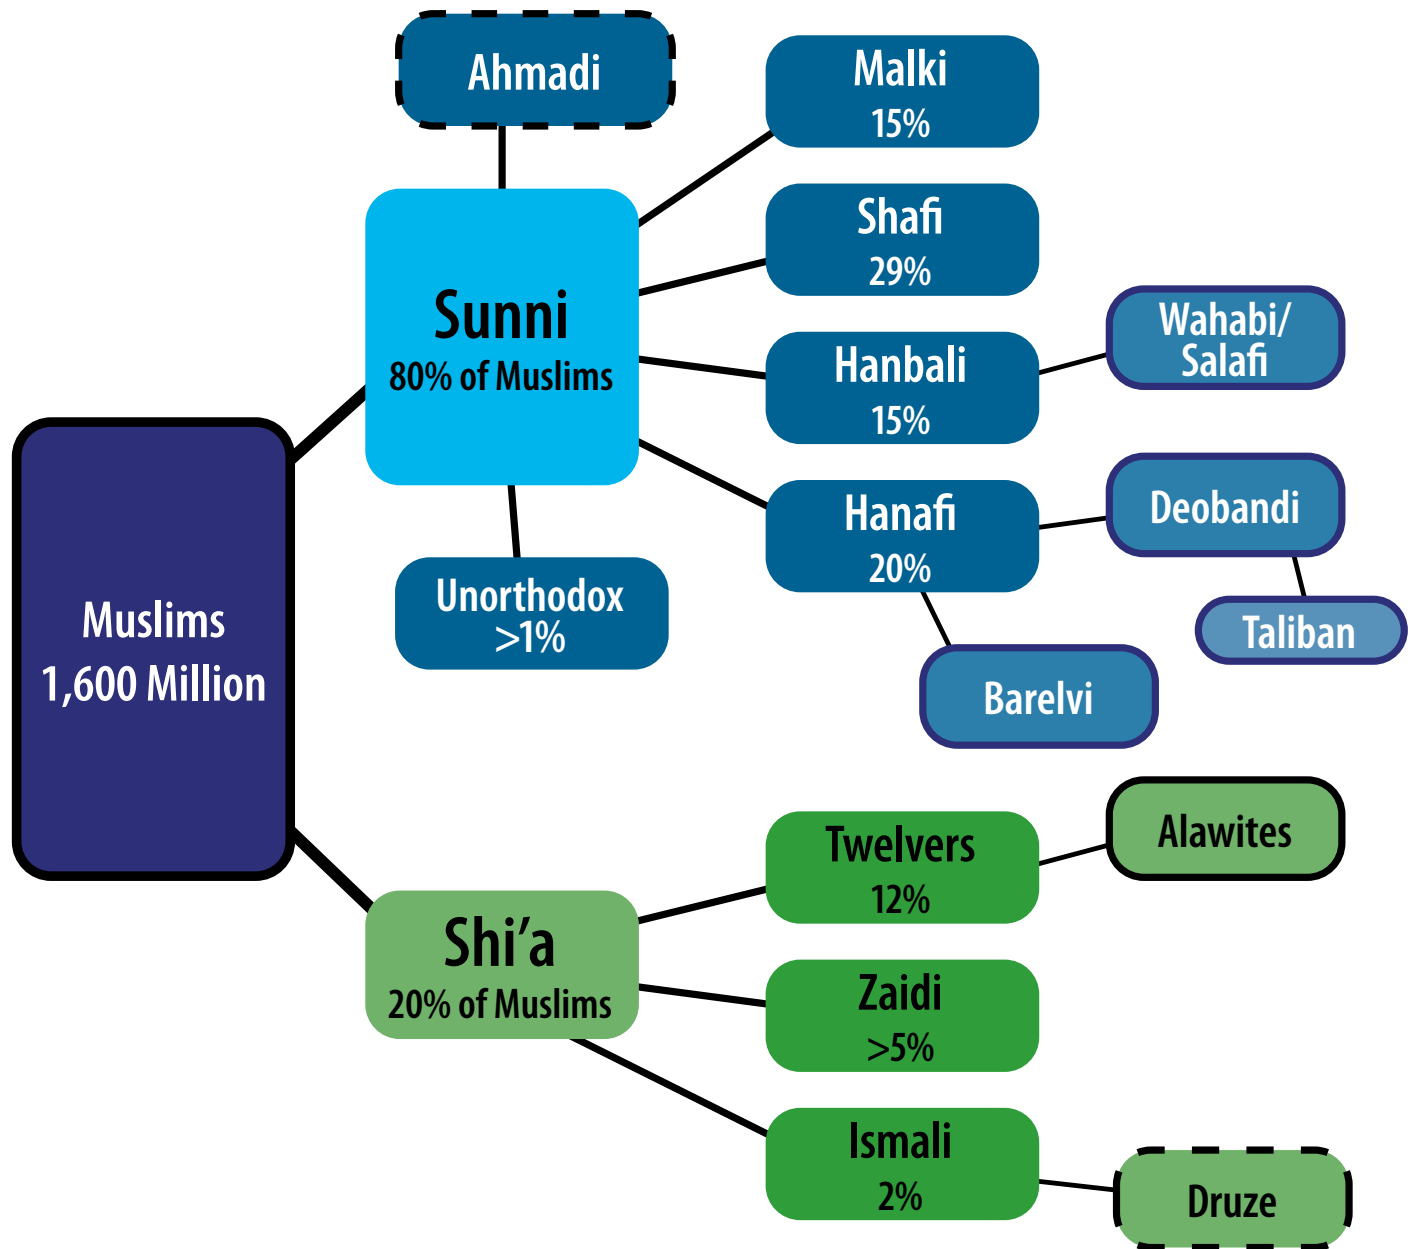 Ahmadi
Malki
15%
Shafi
29%
Sunni
80% of Muslims
Wahabi/
Salafi
Hanbali
15%
Hanafi
20%
Deobandi
Unorthodox
>1%
Taliban
Muslims
1,600 Million
Barelvi
Twelvers
12%
Alawites
Shi’a
20% of Muslims
Zaidi
>5%
Ismali
2%
Druze